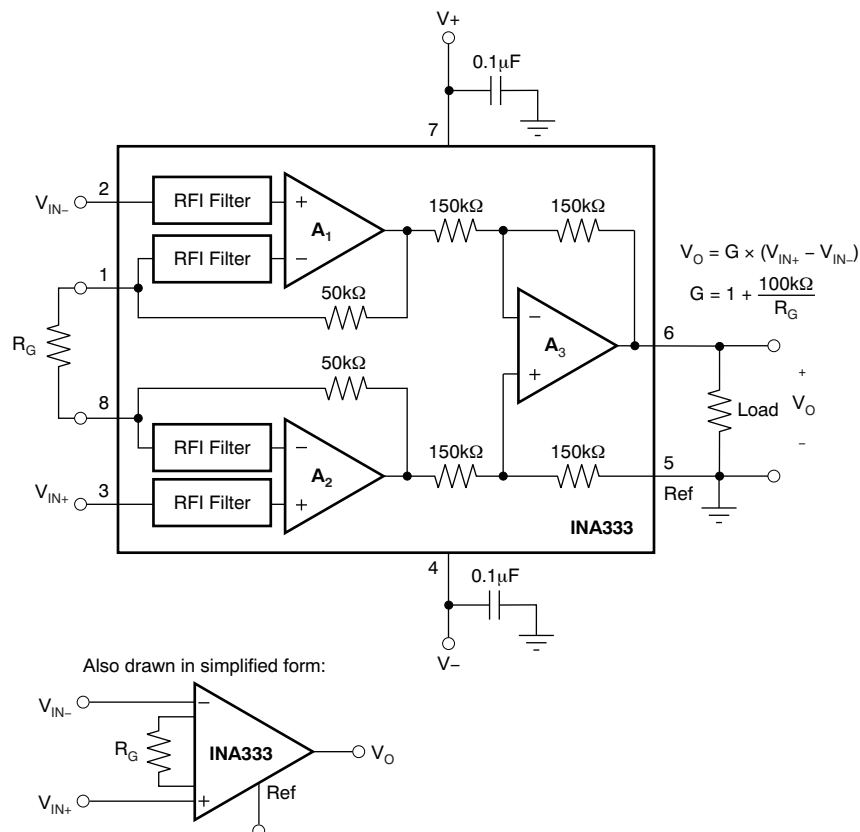 V+
0.1µF
7
2
V_IN−
RFI Filter
+
A_1
150kΩ
150kΩ
RFI Filter
−
1
50kΩ
V_O = G × (V_IN+ − V_IN−)
G = 1 + 100kΩ / R_G
R_G
−
A_3
+
6
50kΩ
+
Load
V_O
−
8
RFI Filter
−
A_2
150kΩ
150kΩ
5
Ref
V_IN+
3
RFI Filter
+
INA333
4
0.1µF
V−
Also drawn in simplified form:
V_IN−
−
R_G
INA333
V_O
V_IN+
+
Ref